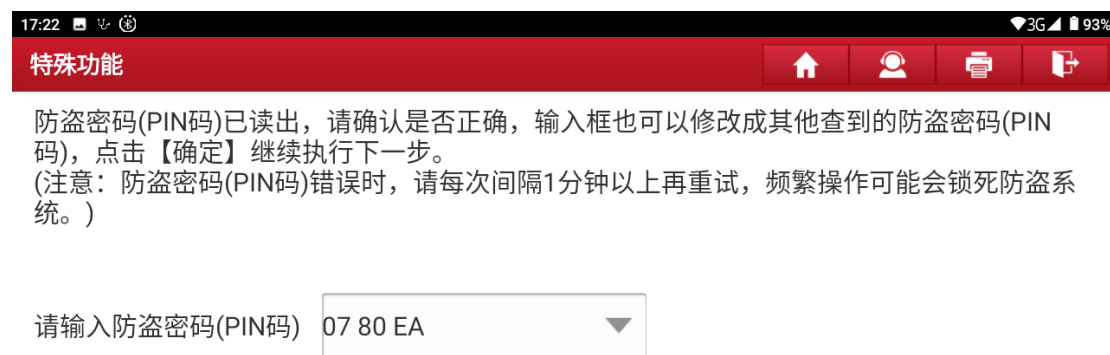 17:22 3G 93%
特殊功能
防盗密码(PIN码)已读出，请确认是否正确，输入框也可以修改成其他查到的防盗密码(PIN
码)，点击【确定】继续执行下一步。
(注意：防盗密码(PIN码)错误时，请每次间隔1分钟以上再重试，频繁操作可能会锁死防盗系
统。)
请输入防盗密码(PIN码) 07 80 EA